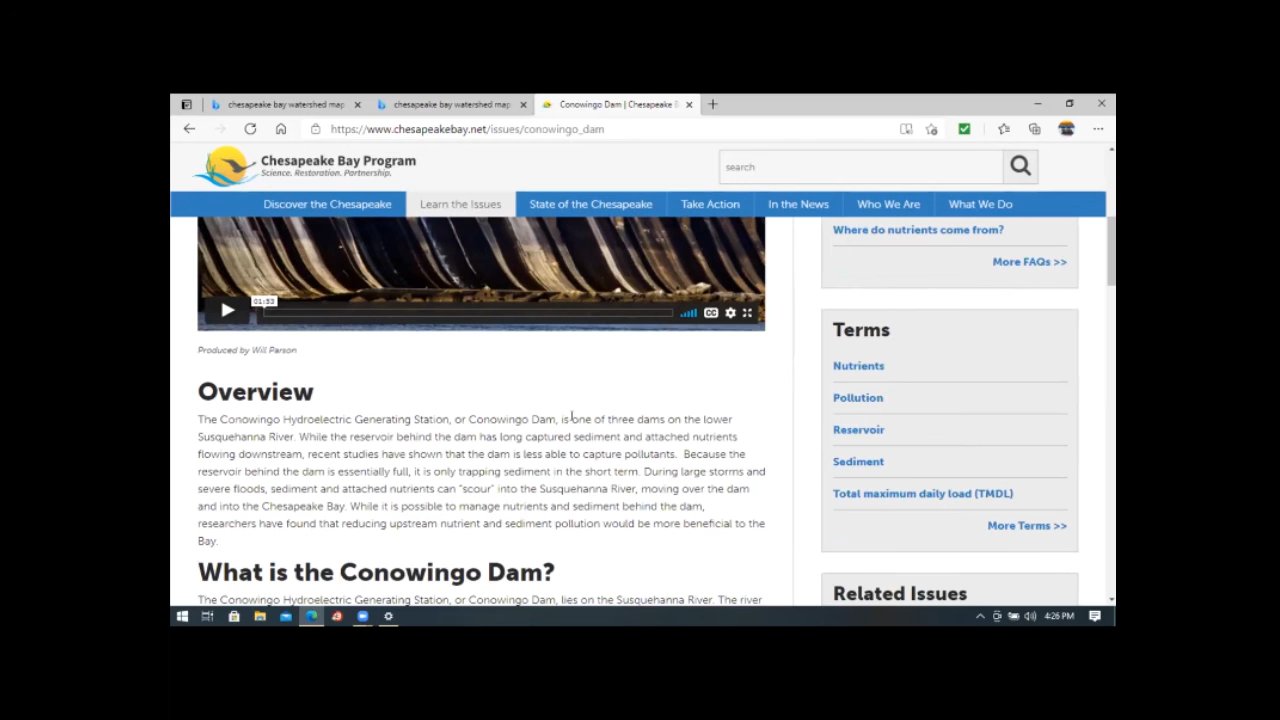 chesapeake bay watershed map
chesapeake bay watershed map
Conowingo Dam | Chesapeake B
https://www.chesapeakebay.net/issues/conowingo_dam
Chesapeake Bay Program
Science. Restoration. Partnership.
search
Discover the Chesapeake
Learn the Issues
State of the Chesapeake
Take Action
In the News
Who We Are
What We Do
01:33
CC
Produced by Will Parson
Overview
The Conowingo Hydroelectric Generating Station, or Conowingo Dam, is one of three dams on the lower
Susquehanna River. While the reservoir behind the dam has long captured sediment and attached nutrients
flowing downstream, recent studies have shown that the dam is less able to capture pollutants. Because the
reservoir behind the dam is essentially full, it is only trapping sediment in the short term. During large storms and
severe floods, sediment and attached nutrients can "scour" into the Susquehanna River, moving over the dam
and into the Chesapeake Bay. While it is possible to manage nutrients and sediment behind the dam,
researchers have found that reducing upstream nutrient and sediment pollution would be more beneficial to the
Bay.
What is the Conowingo Dam?
The Conowingo Hydroelectric Generating Station, or Conowingo Dam, lies on the Susquehanna River. The river
Where do nutrients come from?
More FAQs >>
Terms
Nutrients
Pollution
Reservoir
Sediment
Total maximum daily load (TMDL)
More Terms >>
Related Issues
4:26 PM